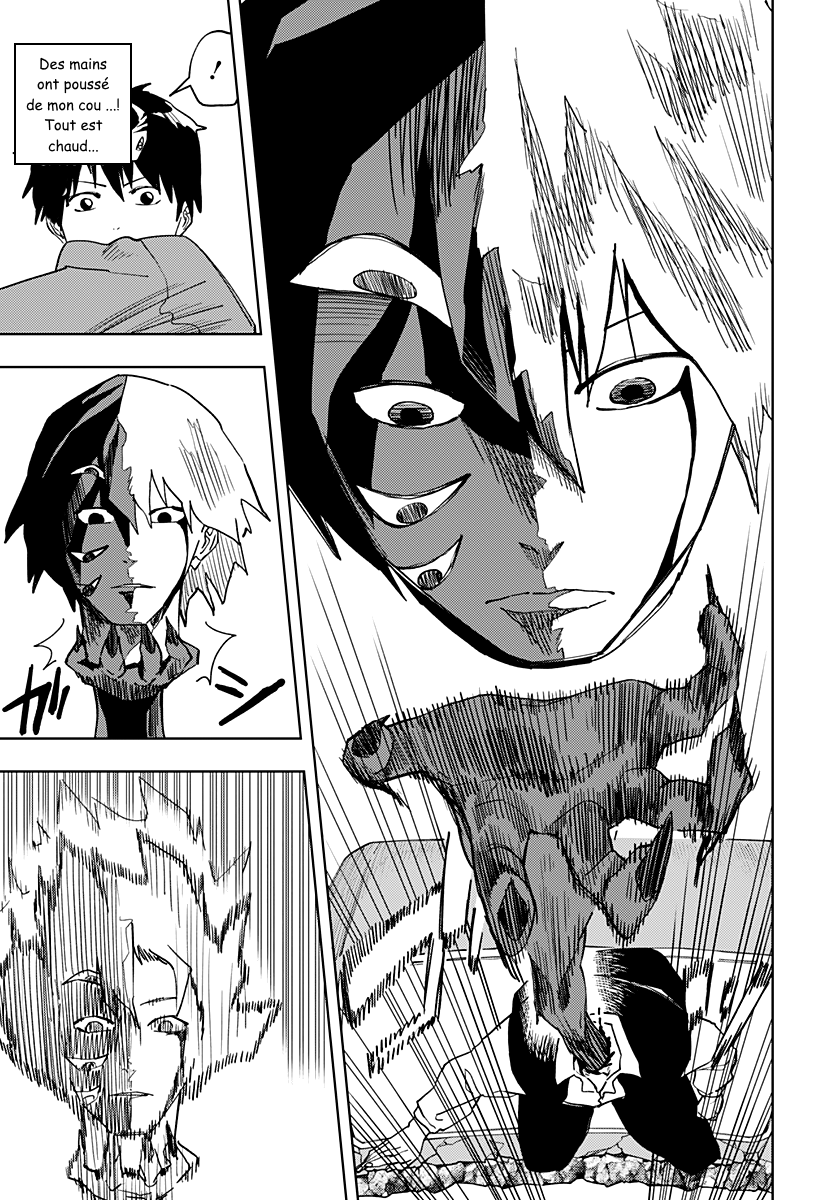 !
Des mains
ont poussé
de mon cou ...!
Tout est
chaud...
ガシ